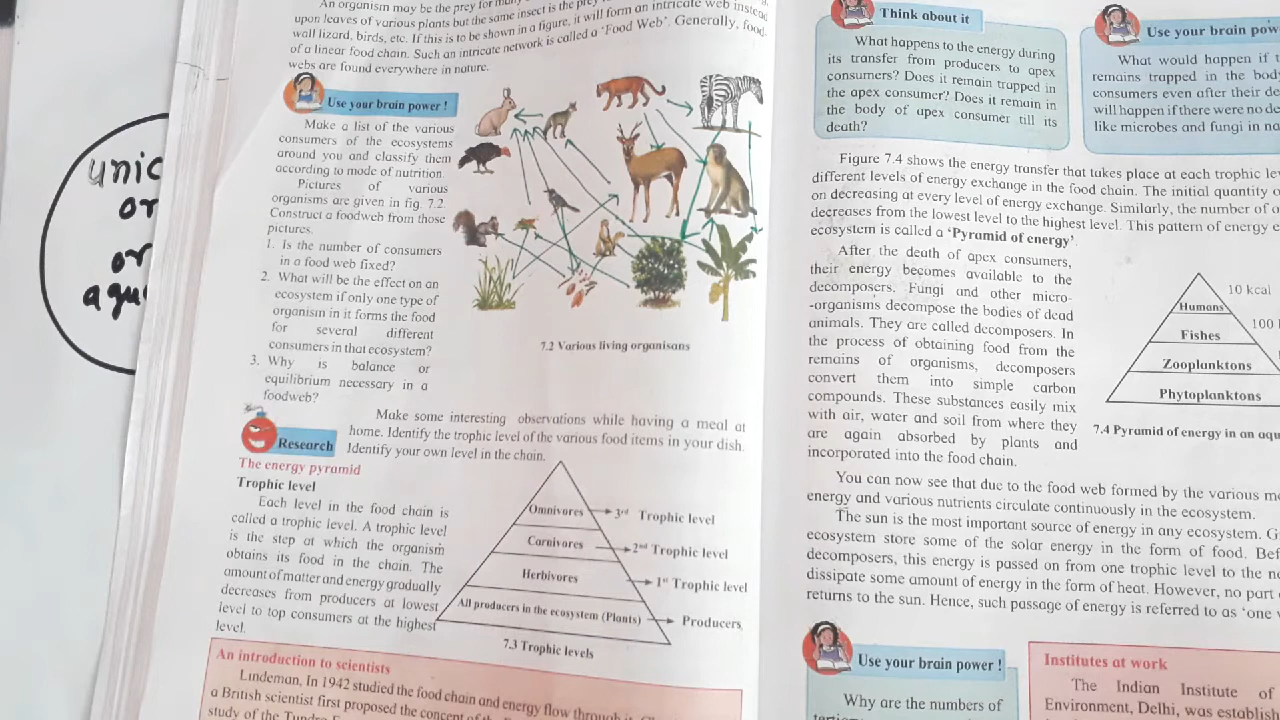 unic
or
or
aqu
An organism may be the prey for many
upon leaves of various plants but the same insect is the prey
wall lizard, birds, etc. If this is to be shown in a figure, it will form an intricate web instead
of a linear food chain. Such an intricate network is called a 'Food Web'. Generally, food
webs are found everywhere in nature.
Use your brain power !
Make a list of the various
consumers of the ecosystems
around you and classify them
according to mode of nutrition.
Pictures of various
organisms are given in fig. 7.2.
Construct a foodweb from those
pictures.
1. Is the number of consumers
in a food web fixed?
2. What will be the effect on an
ecosystem if only one type of
organism in it forms the food
for several different
consumers in that ecosystem?
3. Why is balance or
equilibrium necessary in a
foodweb?
7.2 Various living organisans
Research
Make some interesting observations while having a meal at
home. Identify the trophic level of the various food items in your dish.
Identify your own level in the chain.
The energy pyramid
Trophic level
Each level in the food chain is
called a trophic level. A trophic level
is the step at which the organism
obtains its food in the chain. The
amount of matter and energy gradually
decreases from producers at lowest
level to top consumers at the highest
level.
Omnivores 3rd Trophic level
Carnivores 2nd Trophic level
Herbivores 1st Trophic level
All producers in the ecosystem (Plants) Producers
7.3 Trophic levels
An introduction to scientists
Lindeman, In 1942 studied the food chain and energy flow through
a British scientist first proposed the concept of
study of the Tundra
Think about it
What happens to the energy during
its transfer from producers to apex
consumers? Does it remain trapped in
the apex consumer? Does it remain in
the body of apex consumer till its
death?
Use your brain pow
What would happen if
remains trapped in the bod
consumers even after their de
will happen if there were no de
like microbes and fungi in na
Figure 7.4 shows the energy transfer that takes place at each trophic le
different levels of energy exchange in the food chain. The initial quantity
on decreasing at every level of energy exchange. Similarly, the number of
decreases from the lowest level to the highest level. This pattern of energy e
ecosystem is called a 'Pyramid of energy'.
After the death of apex consumers,
their energy becomes available to the
decomposers. Fungi and other micro-
-organisms decompose the bodies of dead
animals. They are called decomposers. In
the process of obtaining food from the
remains of organisms, decomposers
convert them into simple carbon
compounds. These substances easily mix
with air, water and soil from where they
are again absorbed by plants and
incorporated into the food chain.
10 kcal
Humans
100
Fishes
Zooplanktons
Phytoplanktons
7.4 Pyramid of energy in an aqu
You can now see that due to the food web formed by the various m
energy and various nutrients circulate continuously in the ecosystem.
The sun is the most important source of energy in any ecosystem. G
ecosystem store some of the solar energy in the form of food. Bef
decomposers, this energy is passed on from one trophic level to the ne
dissipate some amount of energy in the form of heat. However, no part
returns to the sun. Hence, such passage of energy is referred to as 'one
Use your brain power !
Why are the numbers of
Institutes at work
The Indian Institute of
Environment, Delhi, was establish